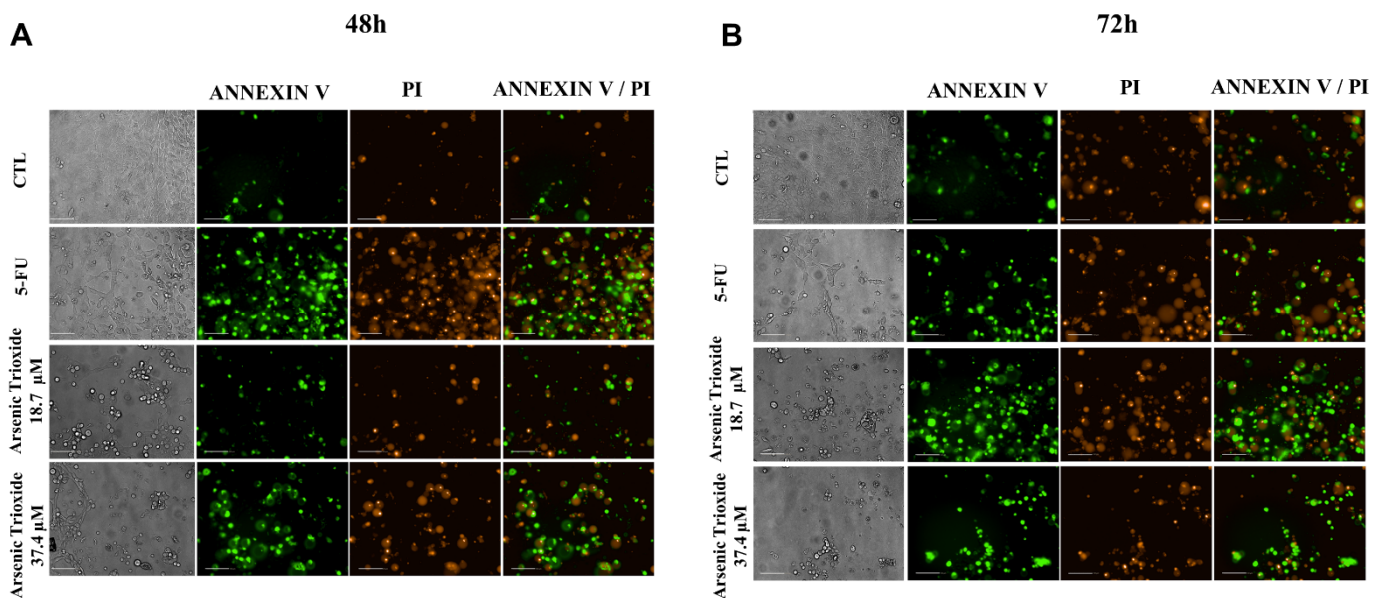 A
48h
ANNEXIN V
PI
ANNEXIN V / PI
CTL
5-FU
Arsenic Trioxide
18.7 µM
Arsenic Trioxide
37.4 µM
B
72h
ANNEXIN V
PI
ANNEXIN V / PI
CTL
5-FU
Arsenic Trioxide
18.7 µM
Arsenic Trioxide
37.4 µM